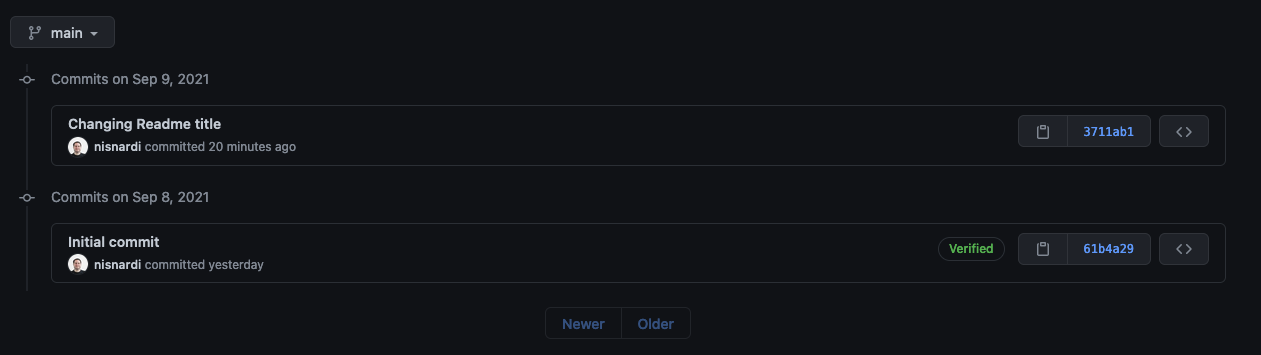 main
Commits on Sep 9, 2021
Changing Readme title
3711ab1
nisnardi committed 20 minutes ago
Commits on Sep 8, 2021
Initial commit
Verified
61b4a29
nisnardi committed yesterday
Newer Older